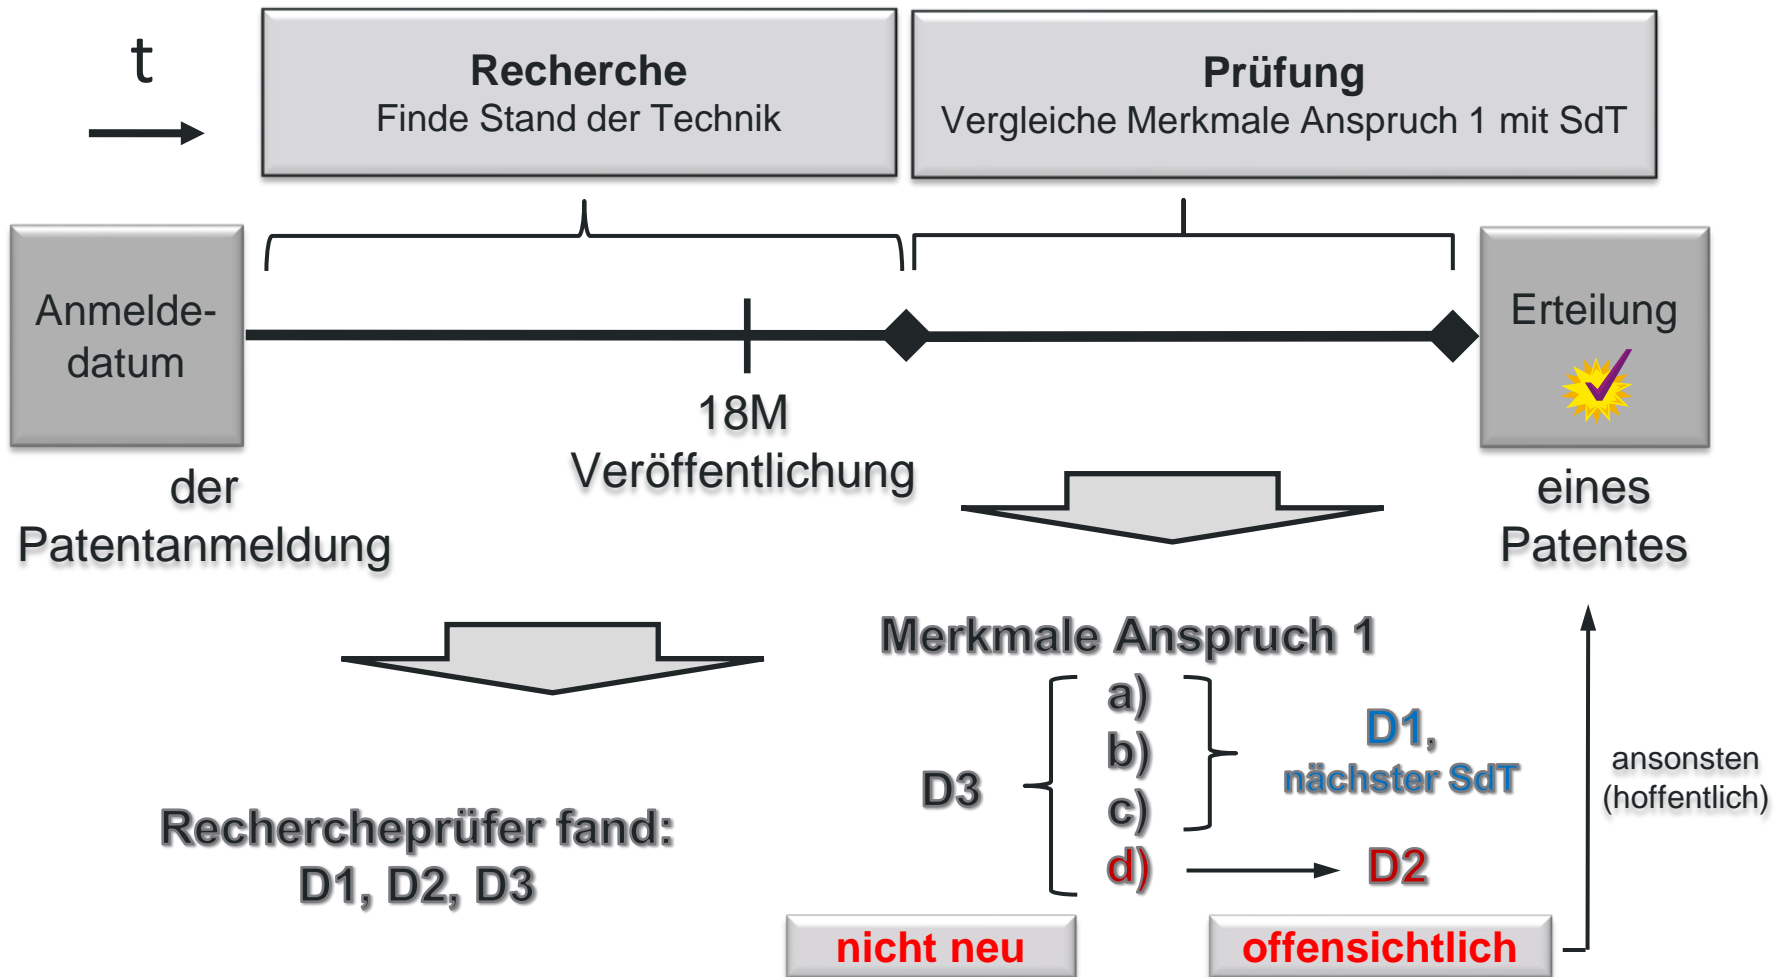 t
Recherche
Finde Stand der Technik
Prüfung
Vergleiche Merkmale Anspruch 1 mit SdT
Anmelde-
datum
der
Patentanmeldung
18M
Veröffentlichung
Erteilung
eines
Patentes
Rechercheprüfer fand:
D1, D2, D3
Merkmale Anspruch 1
D3
a)
b)
c)
d)
D1,
nächster SdT
D2
nicht neu
offensichtlich
ansonsten
(hoffentlich)